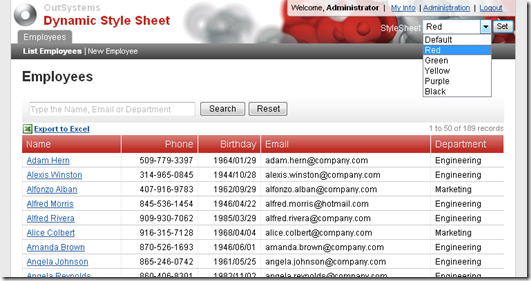 OutSystems
Dynamic Style Sheet
Welcome, Administrator | My Info | Administration | Logout
StyleSheet Red Set
Default
Red
Green
Yellow
Purple
Black
Employees
List Employees | New Employee
Employees
Type the Name, Email or Department Search Reset
Export to Excel 1 to 50 of 189 records
Name Phone Birthday Email Department
Adam Hern 509-779-3397 1964/01/29 adam.hern@company.com Engineering
Alexis Winston 314-965-0845 1944/10/28 alexis.winston@company.com Engineering
Alfonzo Alban 407-916-9783 1962/09/29 alfonzo.alban@company.com Marketing
Alfred Morris 845-536-1454 1946/04/22 alfred.morris@hotmail.com Engineering
Alfred Rivera 909-930-7062 1985/03/29 alfred.rivera@company.com Engineering
Alice Colbert 916-315-7128 1968/04/04 alice.colbert@company.com Marketing
Amanda Brown 870-526-1693 1946/06/01 amanda.brown@company.com Engineering
Angela Johnson 865-246-0742 1961/05/25 angela.johnson@company.com Engineering
Angela Reynolds 860-406-8301 1982/11/02 angela.reynolds@company.com Engineering